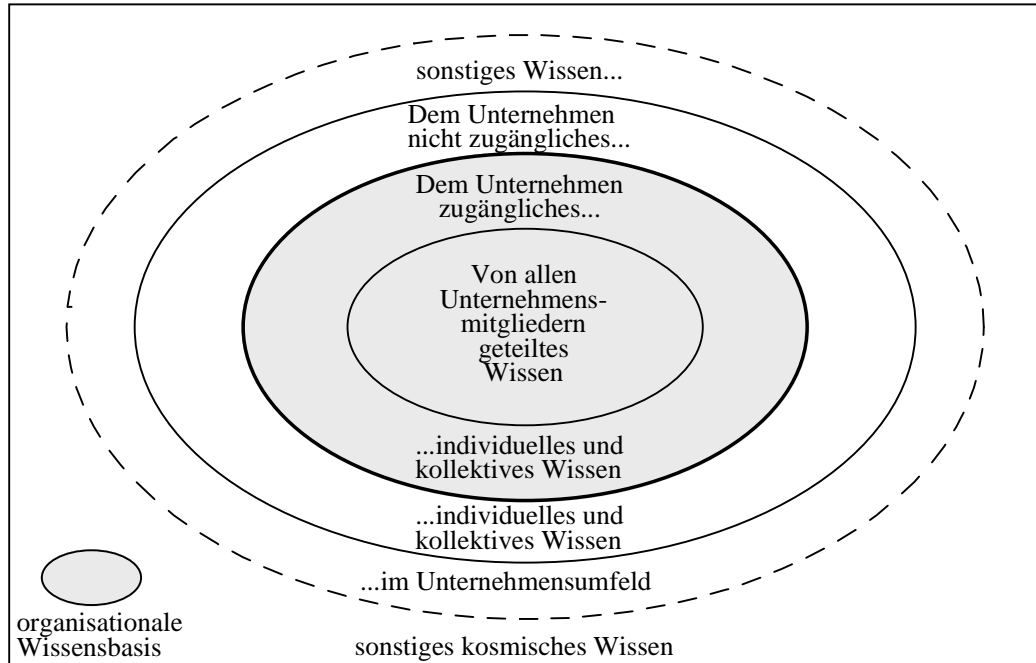 sonstiges Wissen...
Dem Unternehmen
nicht zugängliches...
Dem Unternehmen
zugängliches...
Von allen
Unternehmens-
mitgliedern
geteiltes
Wissen
...individuelles und
kollektives Wissen
...individuelles und
kollektives Wissen
...im Unternehmensumfeld
sonstiges kosmisches Wissen
organisationale
Wissensbasis